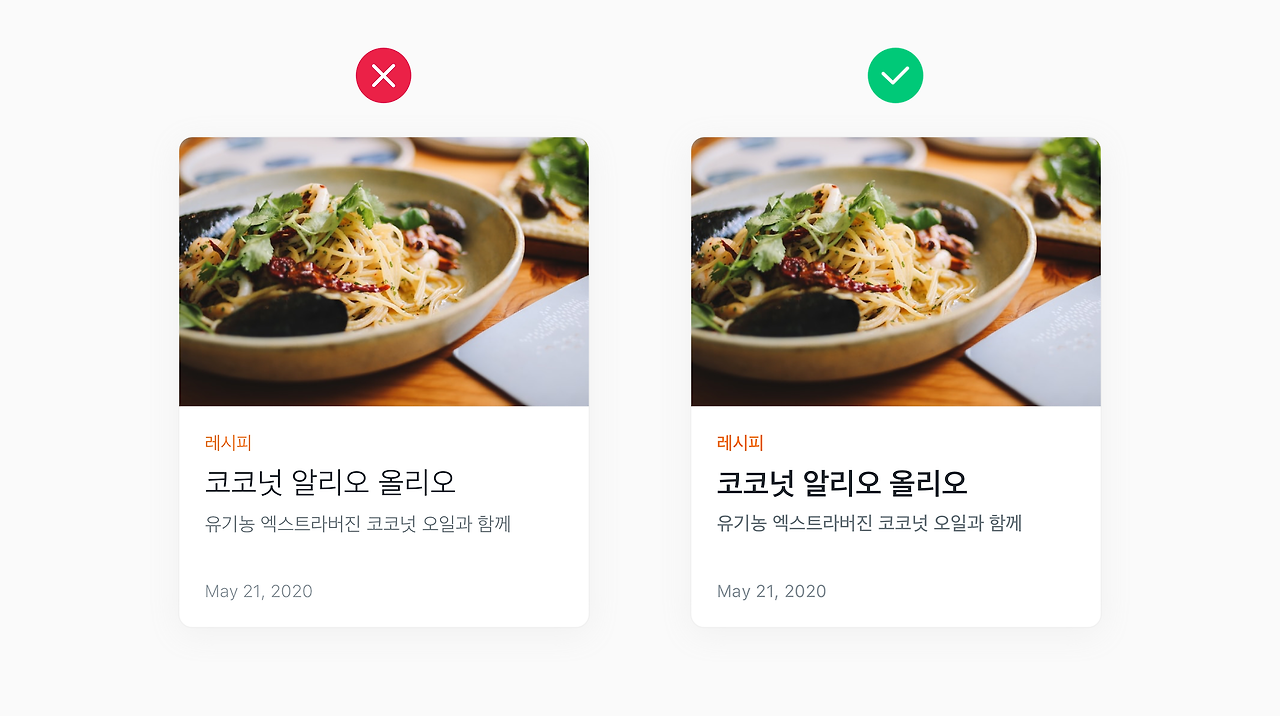 레시피
코코넛 알리오 올리오
유기농 엑스트라버진 코코넛 오일과 함께
May 21, 2020
레시피
코코넛 알리오 올리오
유기농 엑스트라버진 코코넛 오일과 함께
May 21, 2020